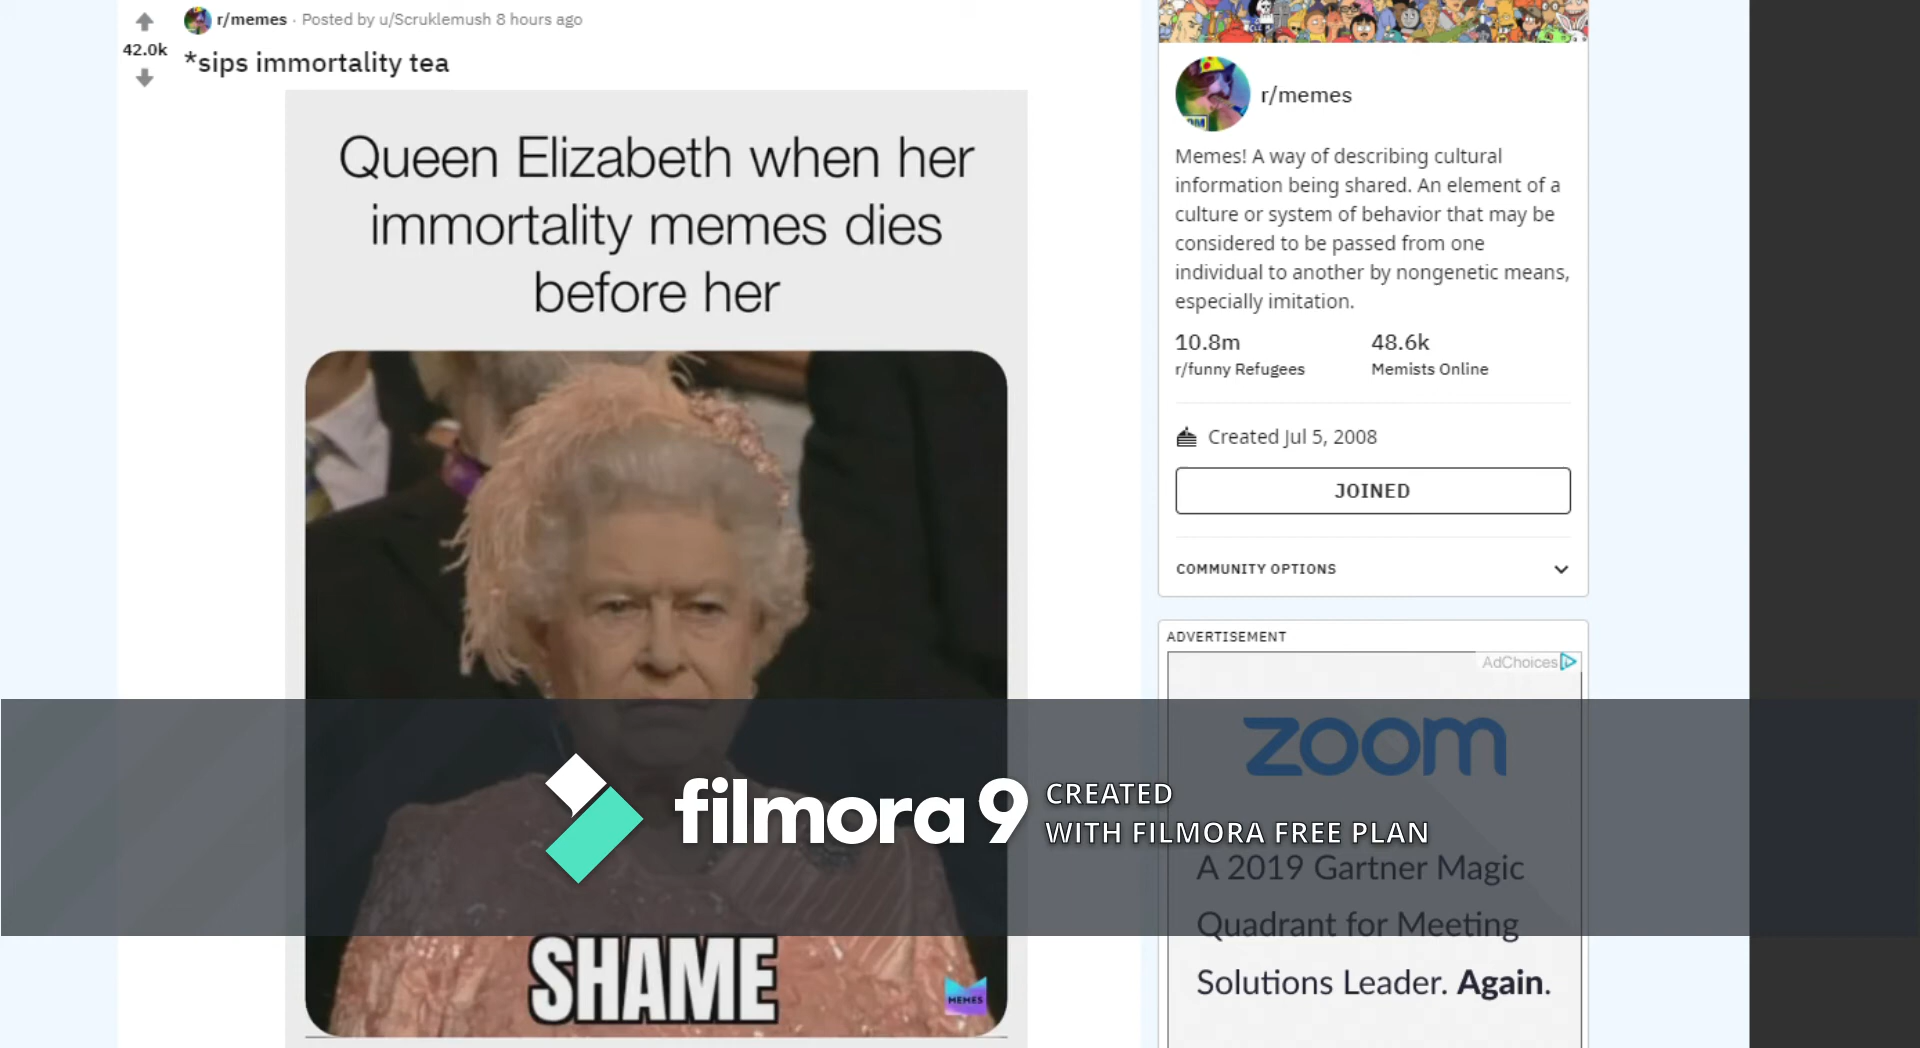 r/memes · Posted by u/Scruklemush 8 hours ago
42.0k
*sips immortality tea
Queen Elizabeth when her
immortality memes dies
before her
SHAME
MEMES
r/memes
Memes! A way of describing cultural
information being shared. An element of a
culture or system of behavior that may be
considered to be passed from one
individual to another by nongenetic means,
especially imitation.
10.8m 48.6k
r/funny Refugees Memists Online
Created Jul 5, 2008
JOINED
COMMUNITY OPTIONS
ADVERTISEMENT
AdChoices
zoom
A 2019 Gartner Magic
Quadrant for Meeting
Solutions Leader. Again.
filmora9
CREATED
WITH FILMORA FREE PLAN